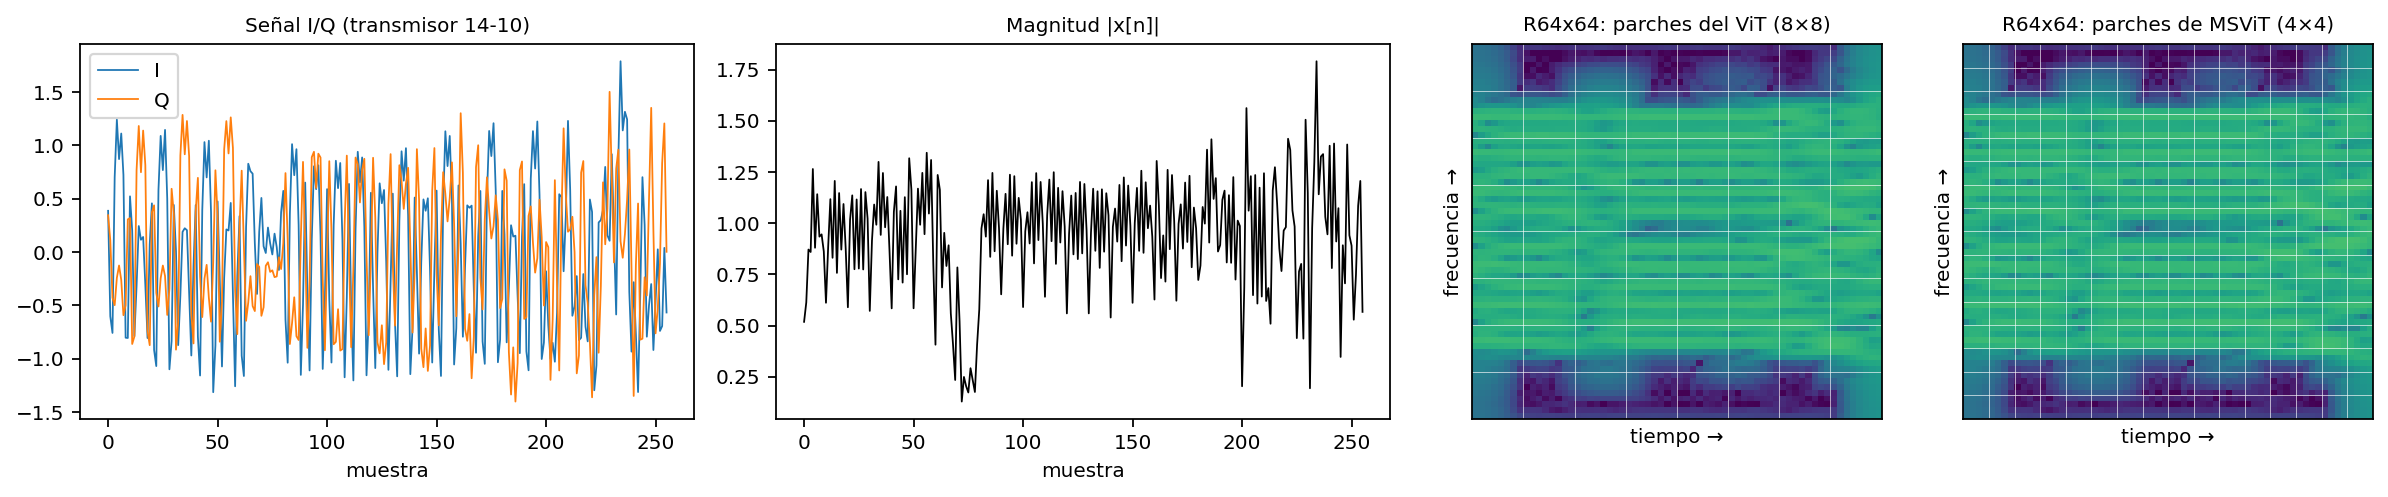 Señal I/Q (transmisor 14-10)
I
Q
1.5
1.0
0.5
0.0
−0.5
−1.0
−1.5
0
50
100
150
200
250
muestra
Magnitud |x[n]|
1.75
1.50
1.25
1.00
0.75
0.50
0.25
0
50
100
150
200
250
muestra
R64x64: parches del ViT (8×8)
frecuencia →
tiempo →
R64x64: parches de MSViT (4×4)
frecuencia →
tiempo →